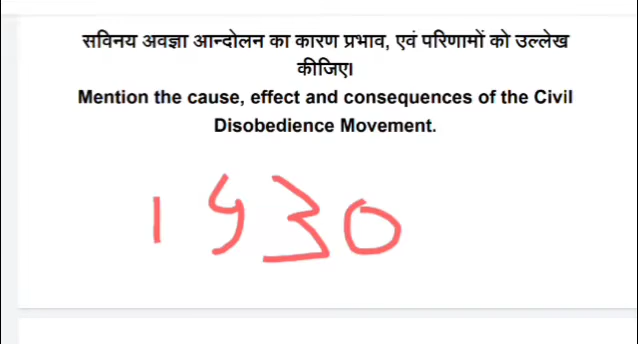 सविनय अवज्ञा आन्दोलन का कारण प्रभाव, एवं परिणामों को उल्लेख
कीजिए।
Mention the cause, effect and consequences of the Civil
Disobedience Movement.
1930